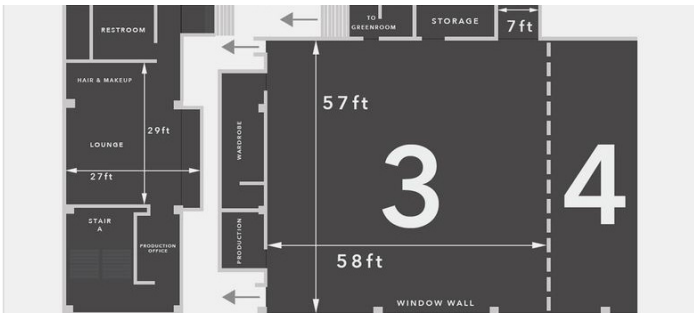 RESTROOM
TO
GREENROOM
STORAGE
7ft
HAIR & MAKEUP
57ft
29ft
WARDROBE
LOUNGE
27ft
3
4
STAIR
A
PRODUCTION
OFFICE
PRODUCTION
58ft
WINDOW WALL